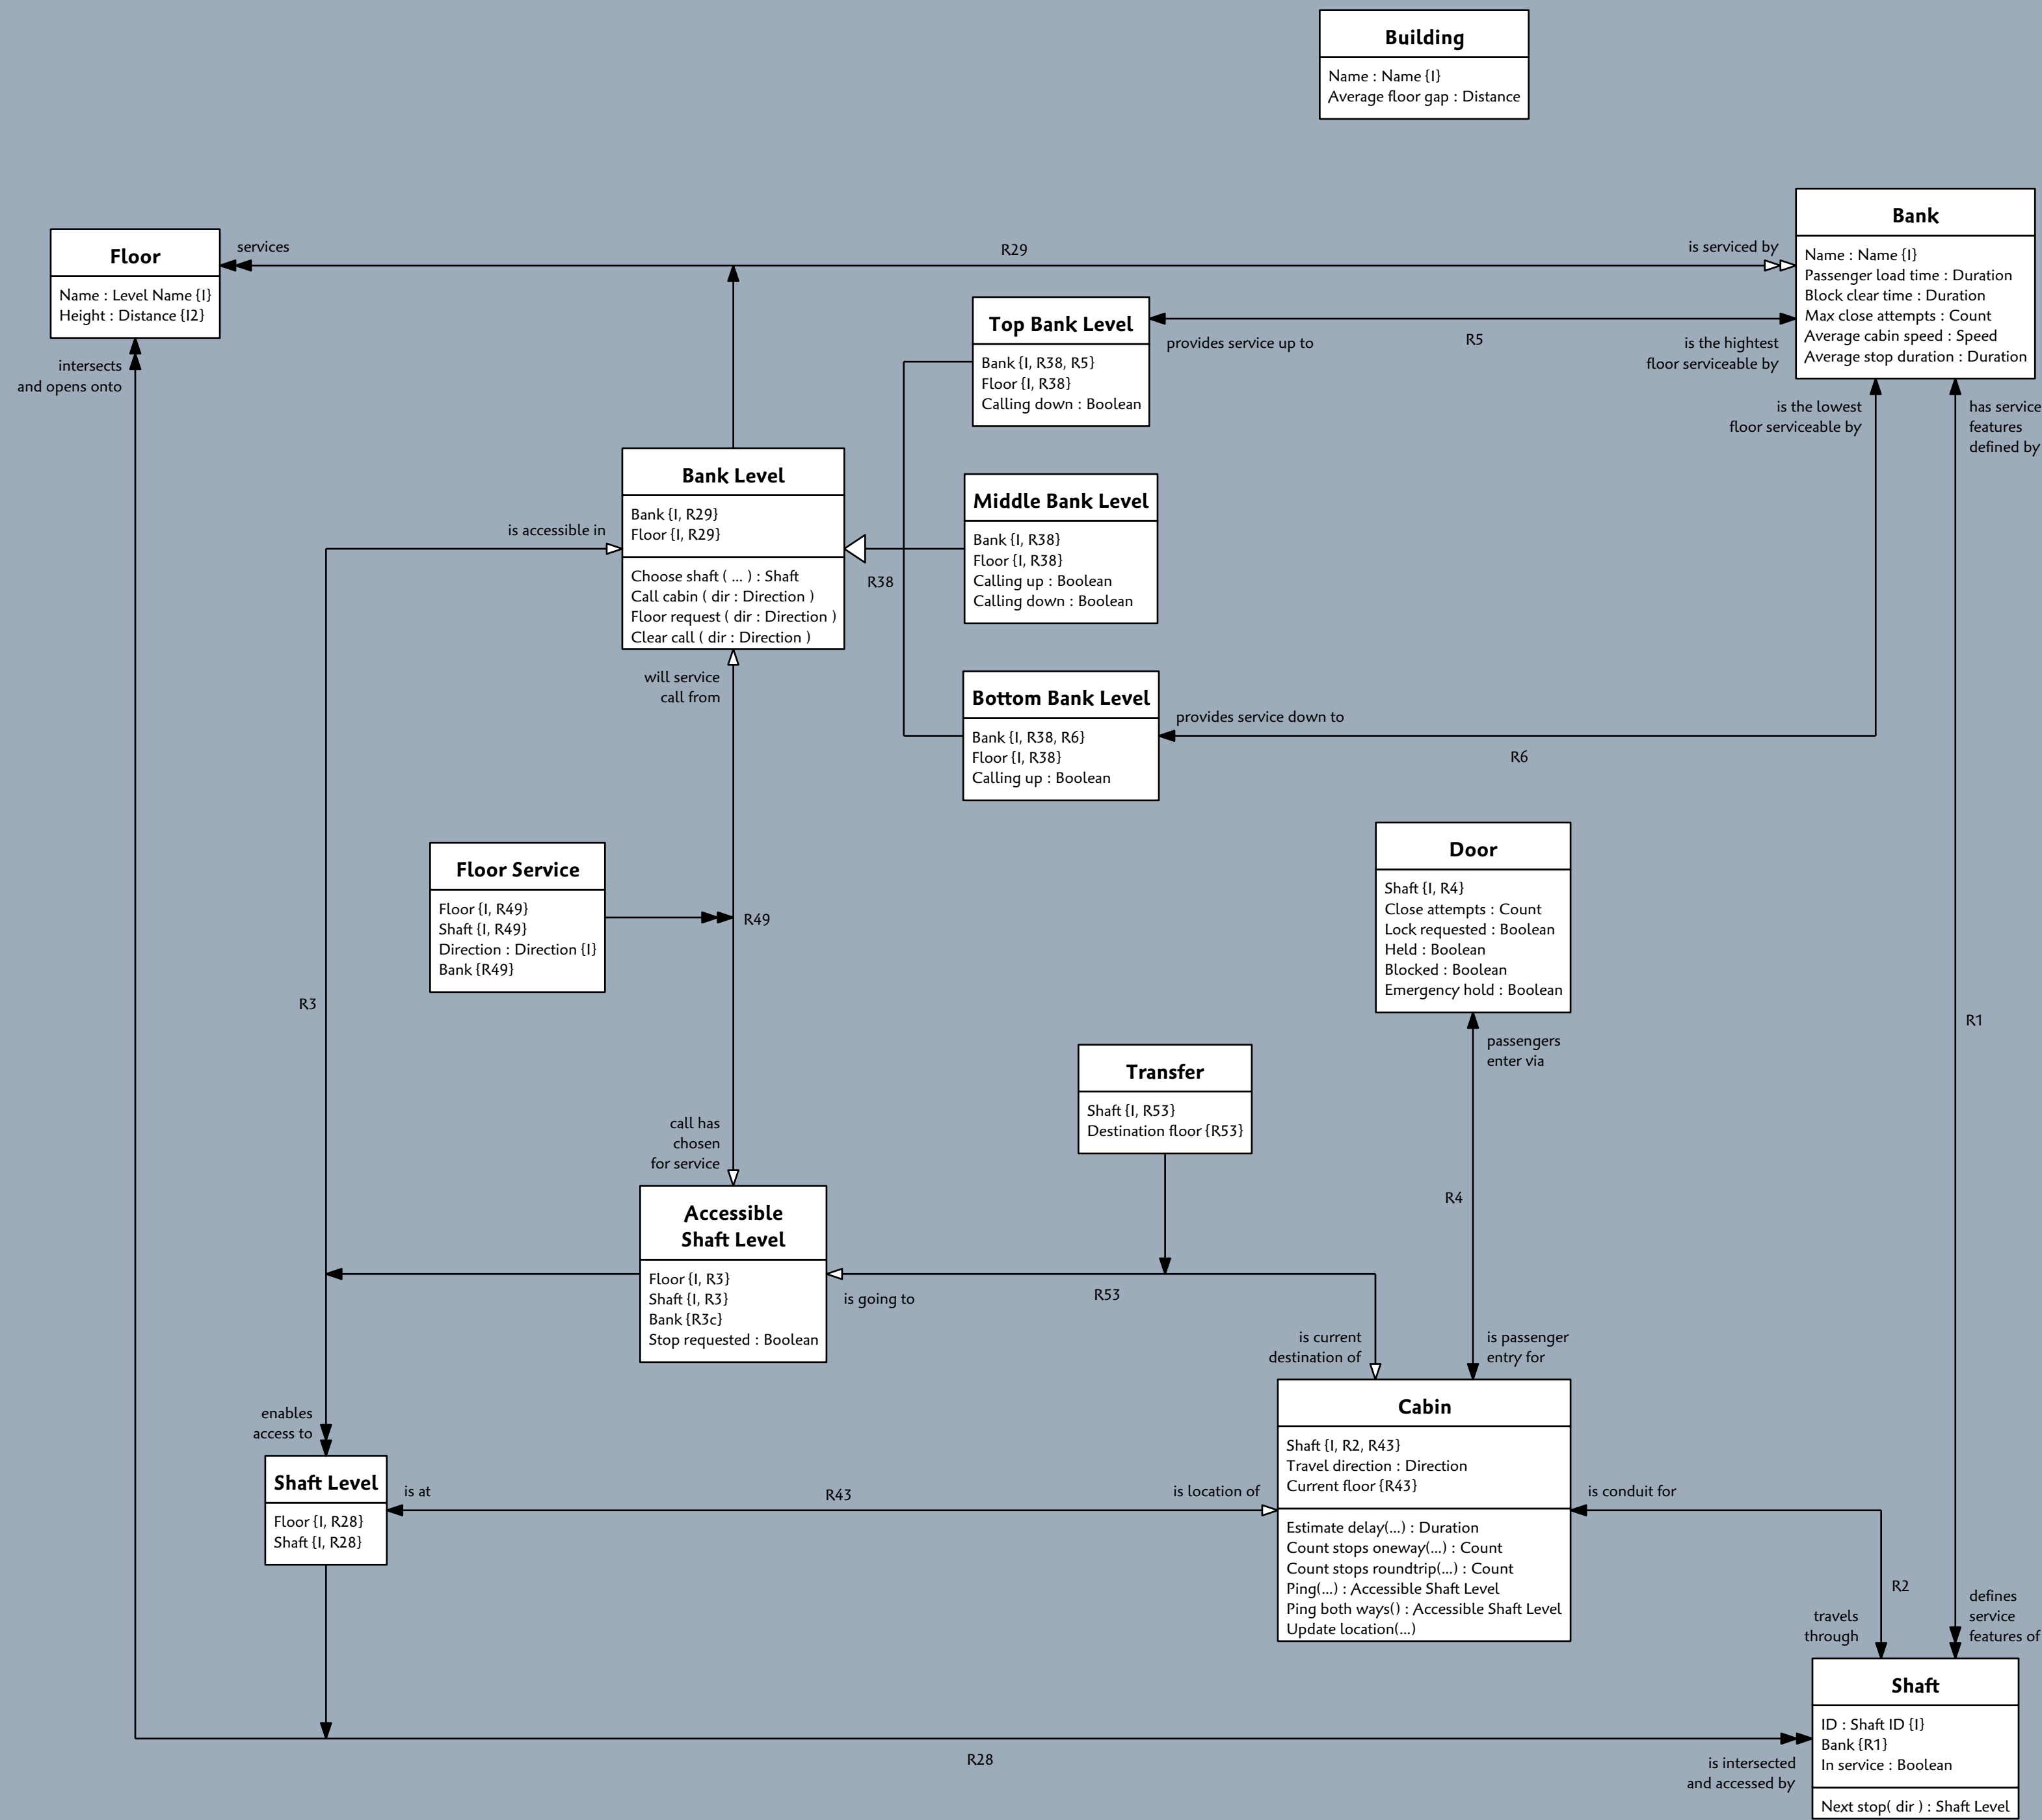 Building
Name : Name {I}
Average floor gap : Distance
Bank
Name : Name {I}
Passenger load time : Duration
Block clear time : Duration
Max close attempts : Count
Average cabin speed : Speed
Average stop duration : Duration
Floor
Name : Level Name {I}
Height : Distance {I2}
services
R29
is serviced by
intersects
and opens onto
Top Bank Level
Bank {I, R38, R5}
Floor {I, R38}
Calling down : Boolean
provides service up to
R5
is the highest
floor serviceable by
is the lowest
floor serviceable by
has service
features
defined by
Bank Level
Bank {I, R29}
Floor {I, R29}
Choose shaft ( ... ) : Shaft
Call cabin ( dir : Direction )
Floor request ( dir : Direction )
Clear call ( dir : Direction )
is accessible in
R38
Middle Bank Level
Bank {I, R38}
Floor {I, R38}
Calling up : Boolean
Calling down : Boolean
will service
call from
Bottom Bank Level
Bank {I, R38, R6}
Floor {I, R38}
Calling up : Boolean
provides service down to
R6
Floor Service
Floor {I, R49}
Shaft {I, R49}
Direction : Direction {I}
Bank {R49}
R49
R3
Door
Shaft {I, R4}
Close attempts : Count
Lock requested : Boolean
Held : Boolean
Blocked : Boolean
Emergency hold : Boolean
R1
passengers
enter via
Transfer
Shaft {I, R53}
Destination floor {R53}
call has
chosen
for service
R4
Accessible
Shaft Level
Floor {I, R3}
Shaft {I, R3}
Bank {R3c}
Stop requested : Boolean
is going to
R53
is current
destination of
is passenger
entry for
enables
access to
Shaft Level
Floor {I, R28}
Shaft {I, R28}
is at
R43
is location of
Cabin
Shaft {I, R2, R43}
Travel direction : Direction
Current floor {R43}
Estimate delay(...) : Duration
Count stops oneway(...) : Count
Count stops roundtrip(...) : Count
Ping(...) : Accessible Shaft Level
Ping both ways() : Accessible Shaft Level
Update location(...)
is conduit for
R2
travels
through
defines
service
features of
Shaft
ID : Shaft ID {I}
Bank {R1}
In service : Boolean
Next stop( dir ) : Shaft Level
R28
is intersected
and accessed by